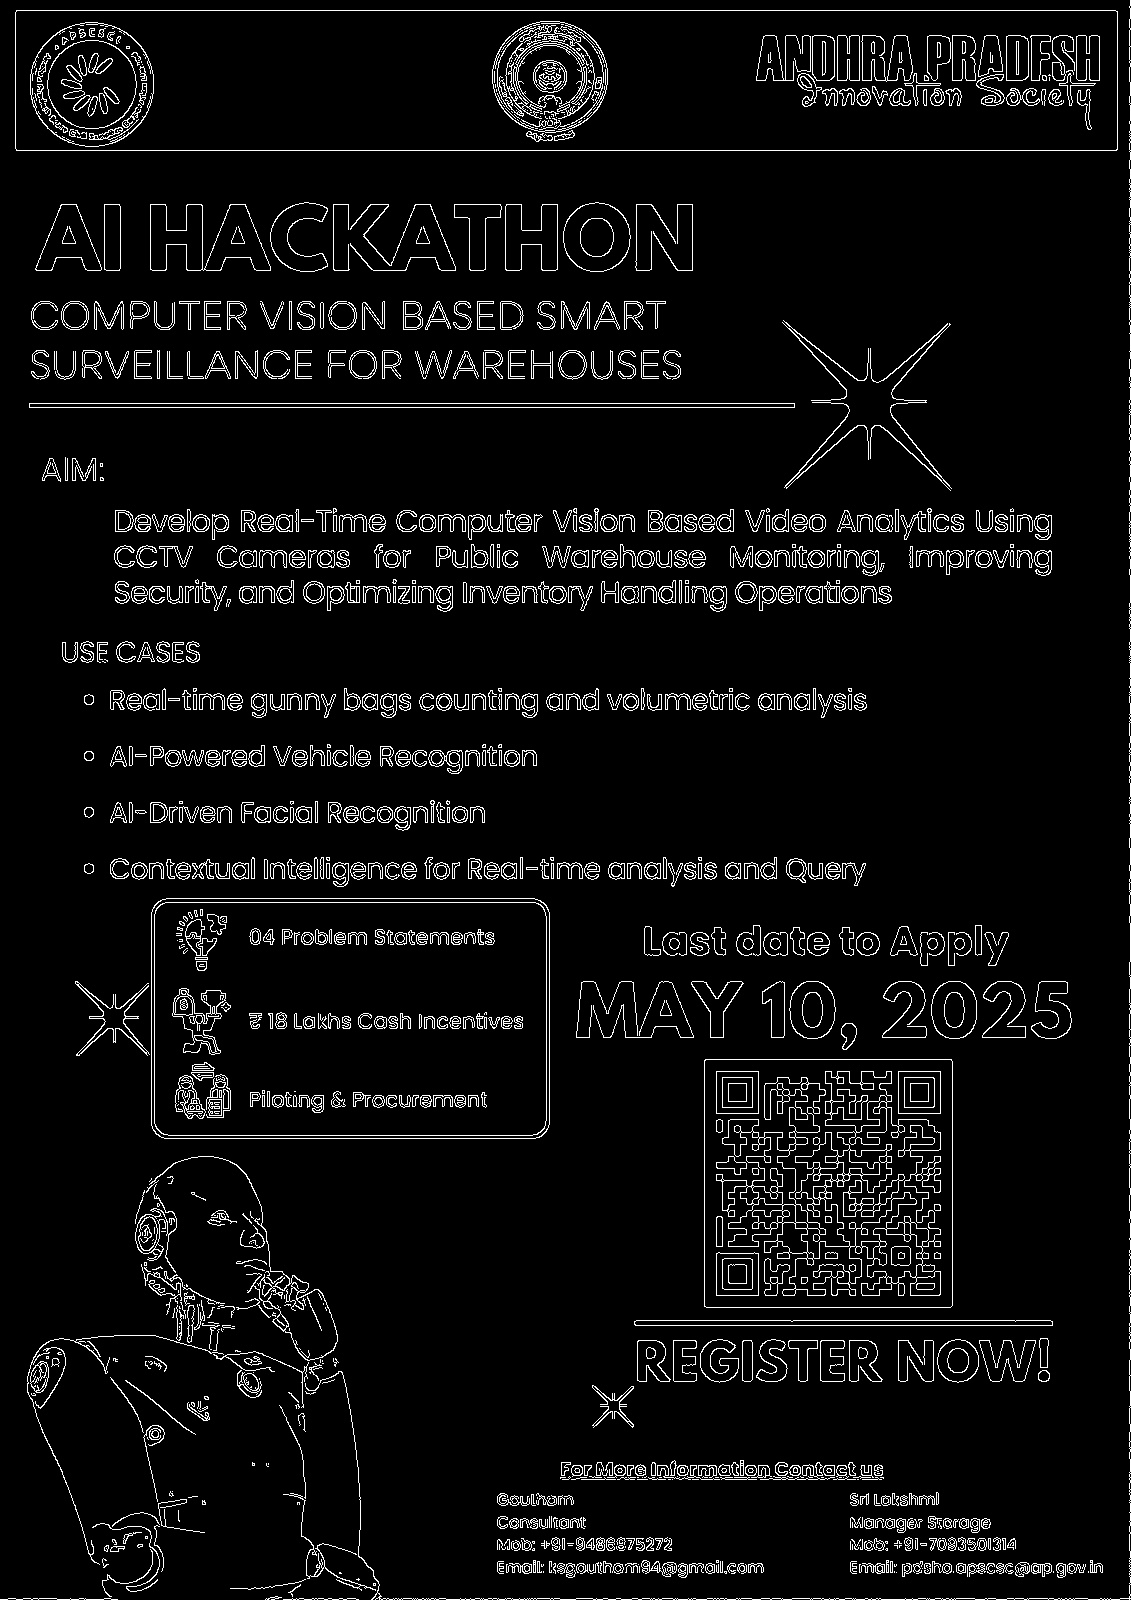 APSCSCL
ANDHRA PRADESH
Innovation Society
AI HACKATHON
COMPUTER VISION BASED SMART
SURVEILLANCE FOR WAREHOUSES
AIM:
Develop Real-Time Computer Vision Based Video Analytics Using
CCTV Cameras for Public Warehouse Monitoring, Improving
Security, and Optimizing Inventory Handling Operations
USE CASES
• Real-time gunny bags counting and volumetric analysis
• AI-Powered Vehicle Recognition
• AI-Driven Facial Recognition
• Contextual Intelligence for Real-time analysis and Query
04 Problem Statements
₹ 18 Lakhs Cash Incentives
Piloting & Procurement
Last date to Apply
MAY 10, 2025
REGISTER NOW!
For More Information Contact us
Goutham
Consultant
Mob: +91-9486875272
Email: ksgoutham94@gmail.com
Sri Lakshmi
Manager Storage
Mob: +91-7093501314
Email: pdsho.apscsc@ap.gov.in